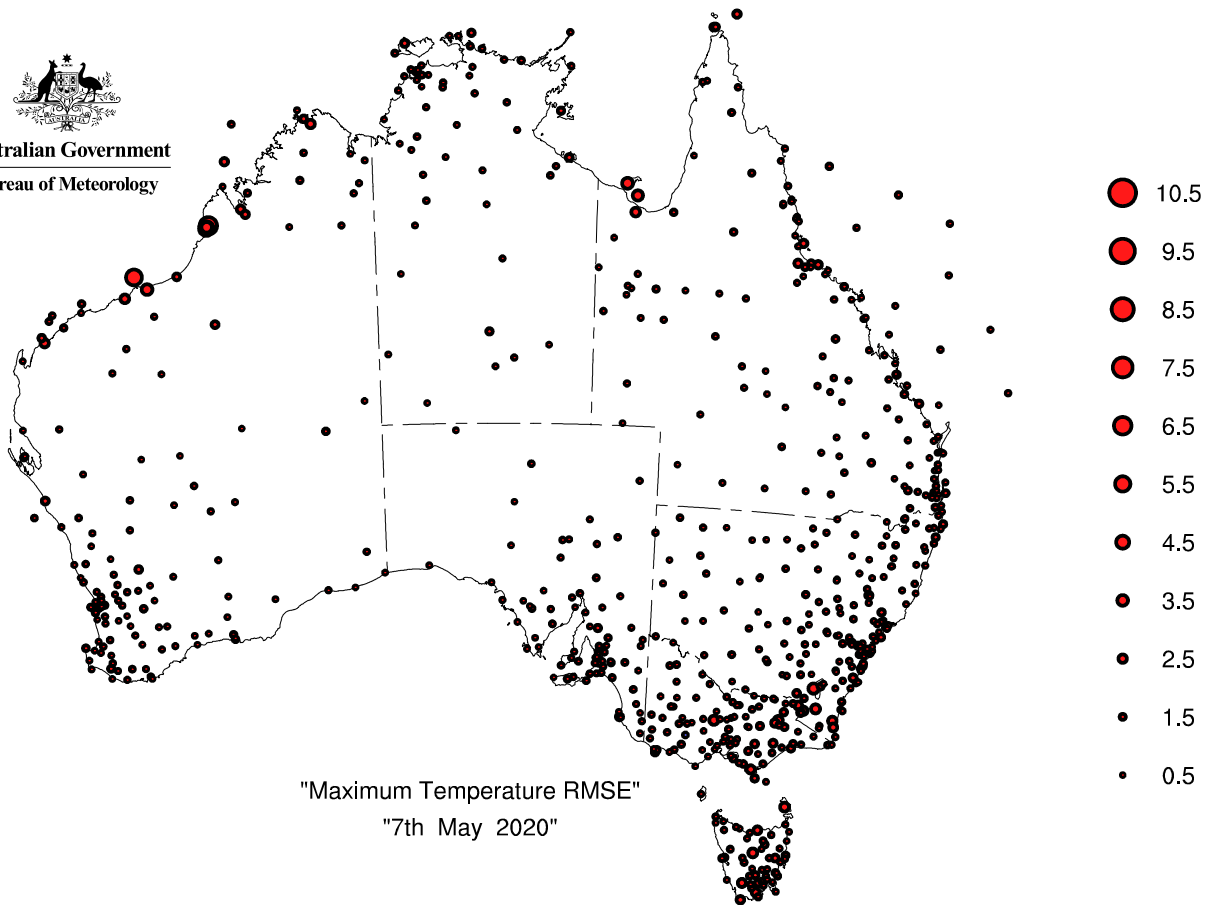 AUSTRALIA
tralian Government
reau of Meteorology
10.5
9.5
8.5
7.5
6.5
5.5
4.5
3.5
2.5
1.5
0.5
"Maximum Temperature RMSE"
"7th May 2020"